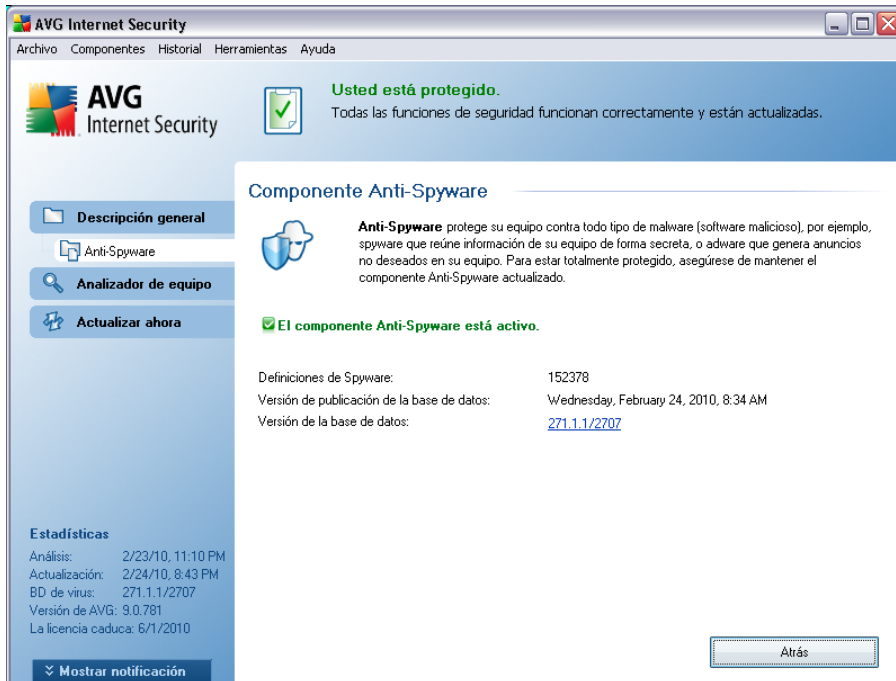 AVG Internet Security
Archivo Componentes Historial Herramientas Ayuda
AVG
Internet Security
Usted está protegido.
Todas las funciones de seguridad funcionan correctamente y están actualizadas.
Descripción general
Anti-Spyware
Analizador de equipo
Actualizar ahora
Componente Anti-Spyware
Anti-Spyware protege su equipo contra todo tipo de malware (software malicioso), por ejemplo,
spyware que reúne información de su equipo de forma secreta, o adware que genera anuncios
no deseados en su equipo. Para estar totalmente protegido, asegúrese de mantener el
componente Anti-Spyware actualizado.
El componente Anti-Spyware está activo.
Definiciones de Spyware: 152378
Versión de publicación de la base de datos: Wednesday, February 24, 2010, 8:34 AM
Versión de la base de datos: 271.1.1/2707
Estadísticas
Análisis: 2/23/10, 11:10 PM
Actualización: 2/24/10, 8:43 PM
BD de virus: 271.1.1/2707
Versión de AVG: 9.0.781
La licencia caduca: 6/1/2010
Mostrar notificación
Atrás